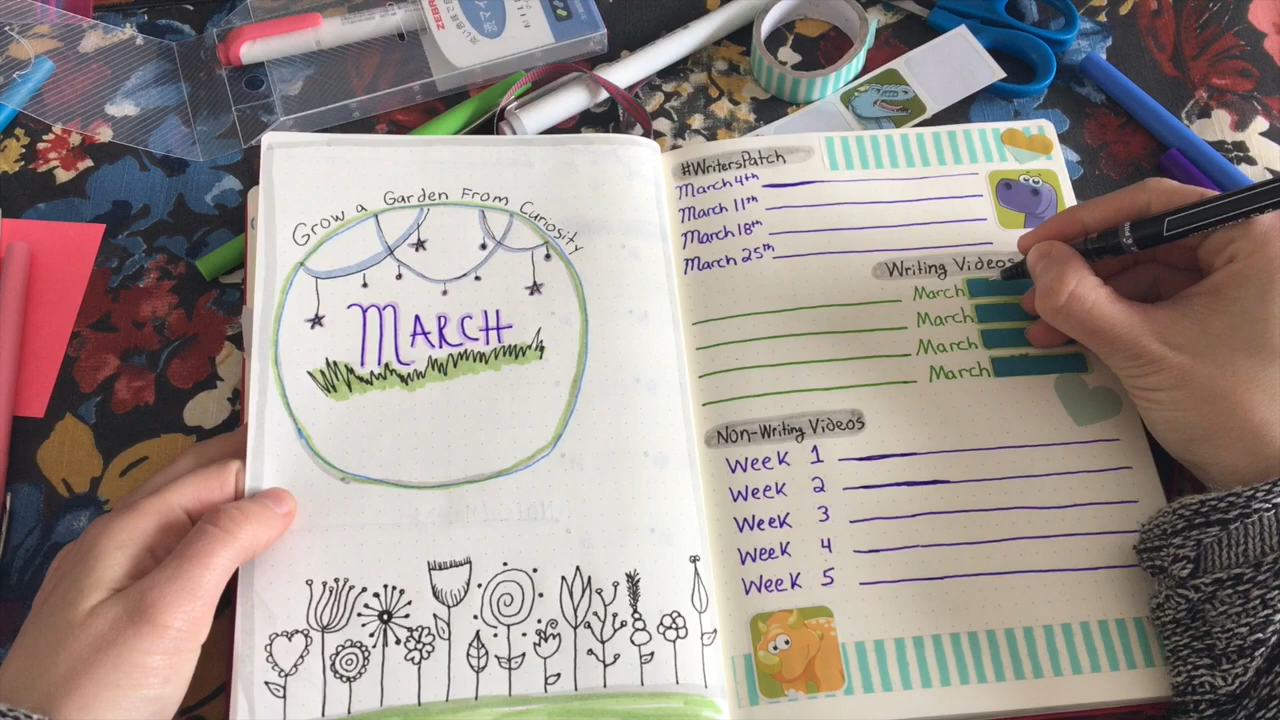 ZEBRA
Grow a Garden From Curiosity
MARCH
#WritersPatch
March 4th
March 11th
March 18th
March 25th
Writing Videos
March
March
March
March
Non-Writing Videos
Week 1
Week 2
Week 3
Week 4
Week 5